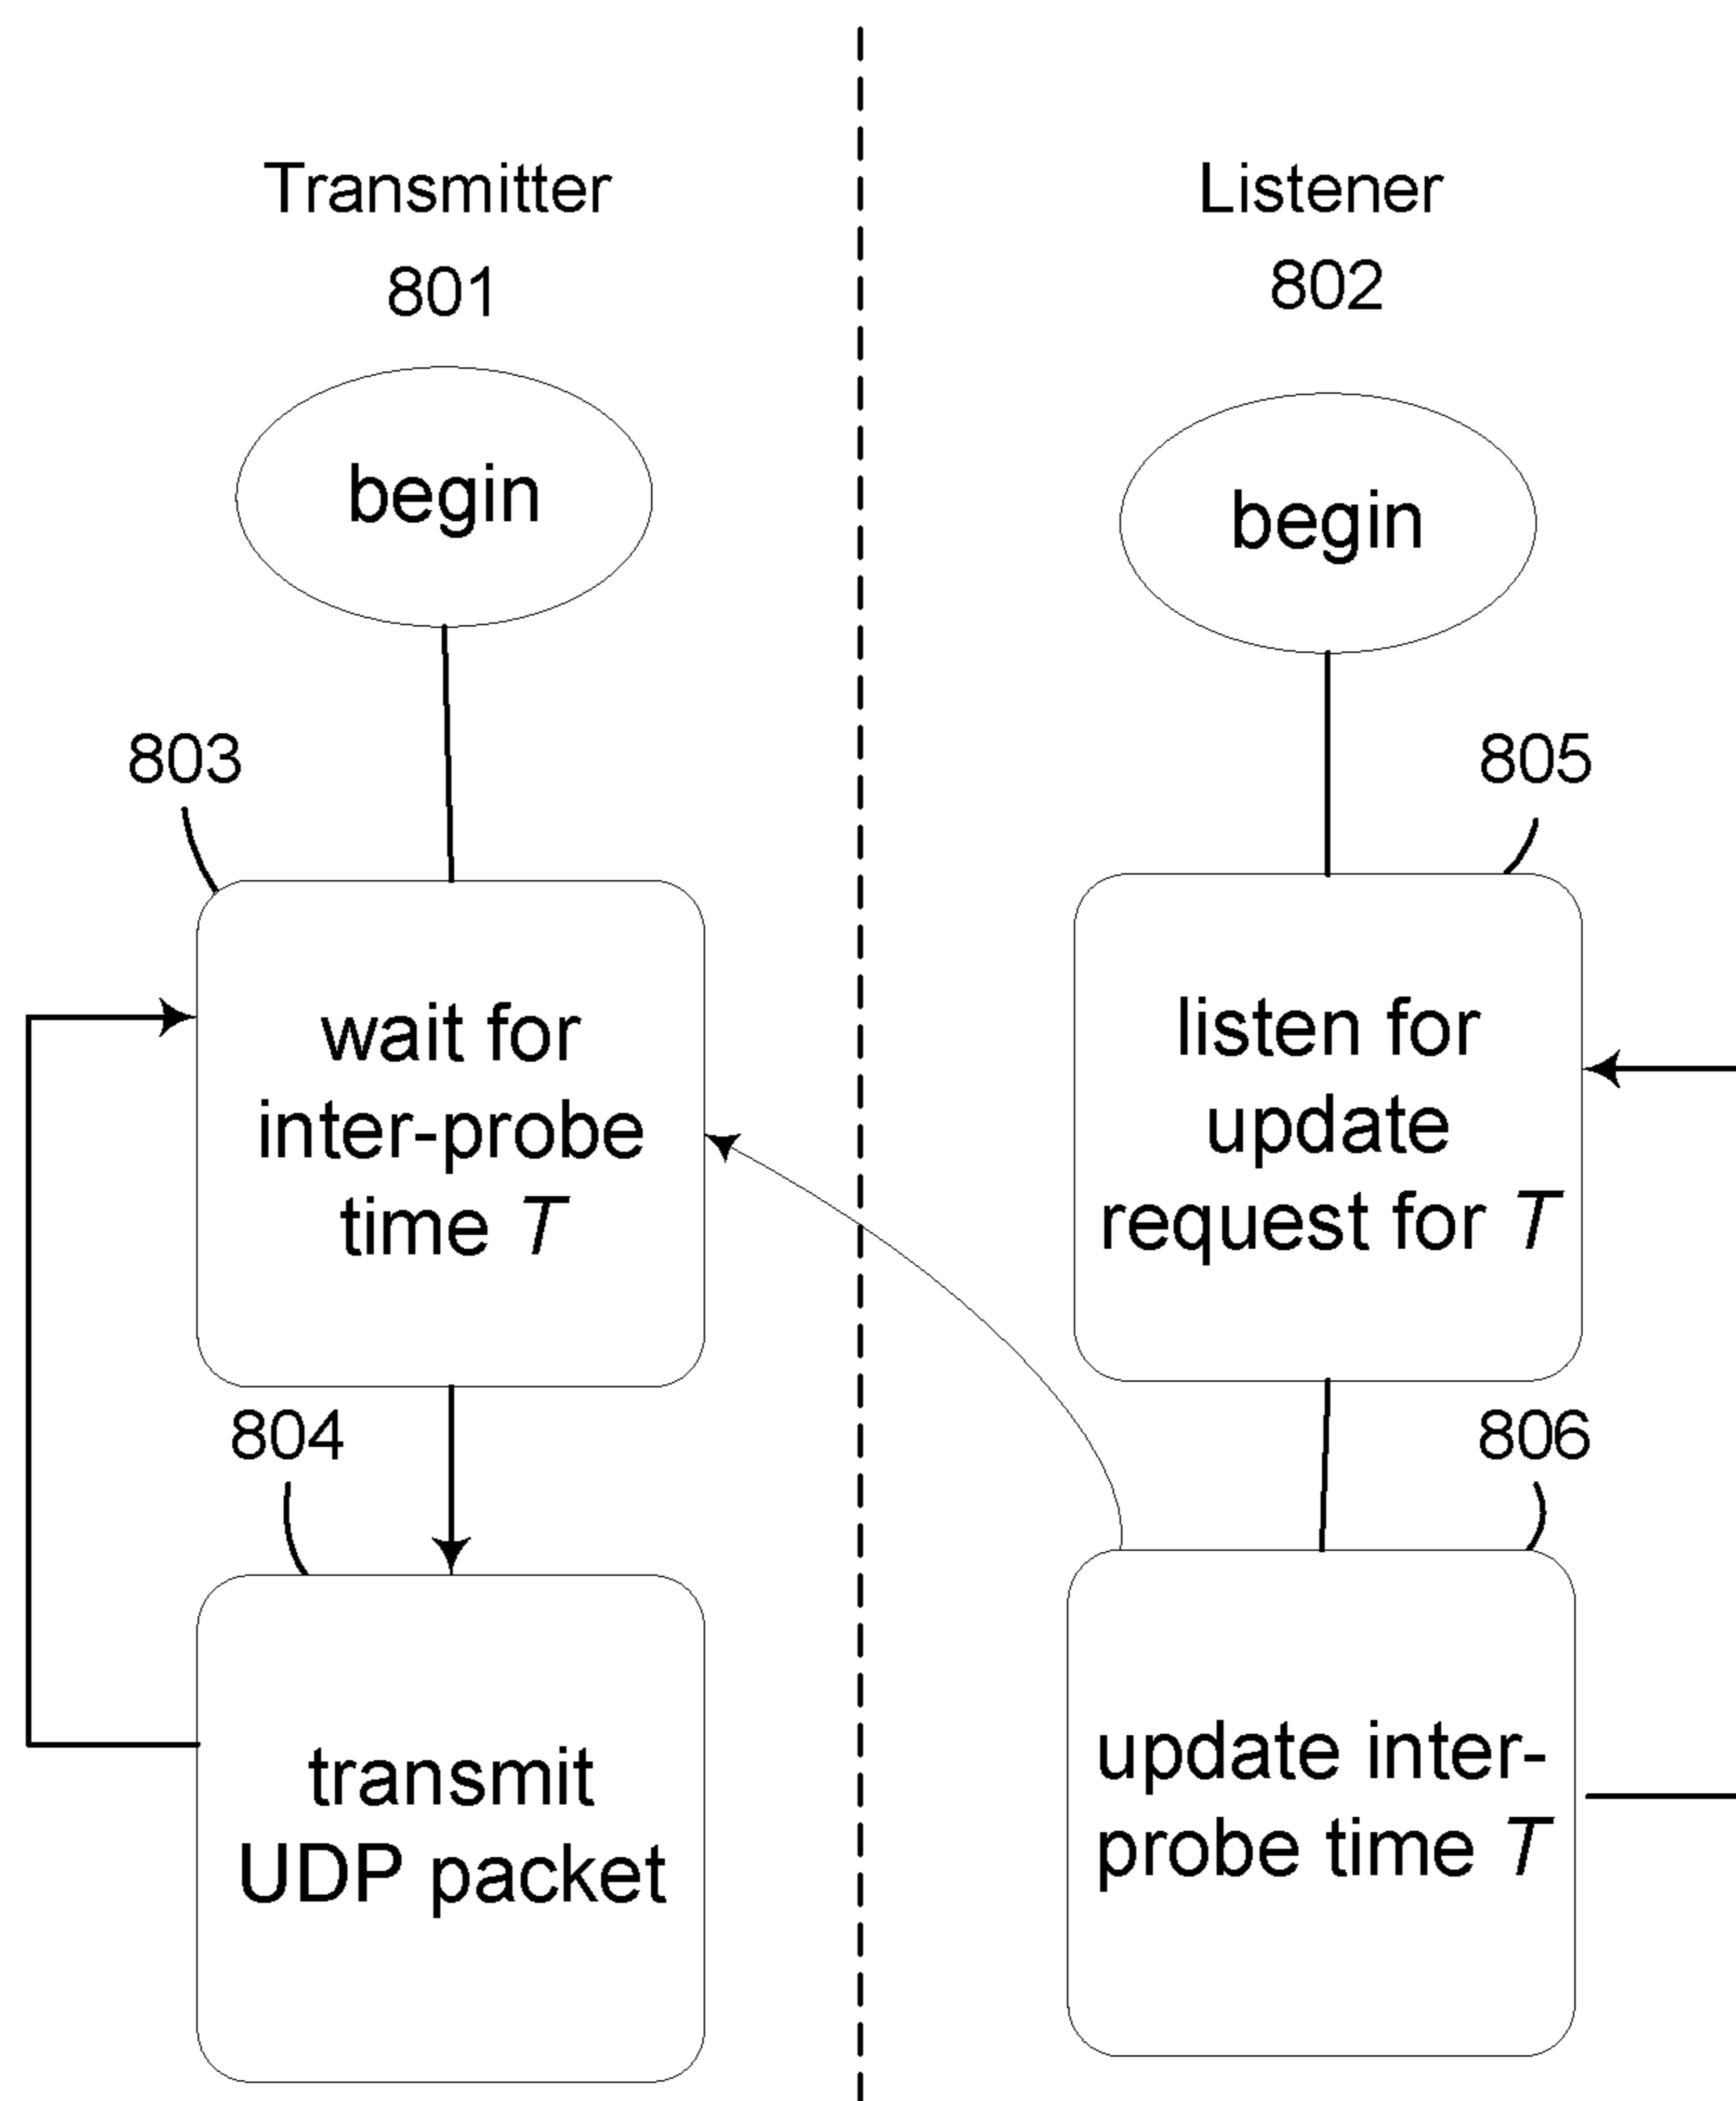 Transmitter
801
begin
803
wait for
inter-probe
time T
804
transmit
UDP packet
Listener
802
begin
805
listen for
update
request for T
806
update inter-
probe time T